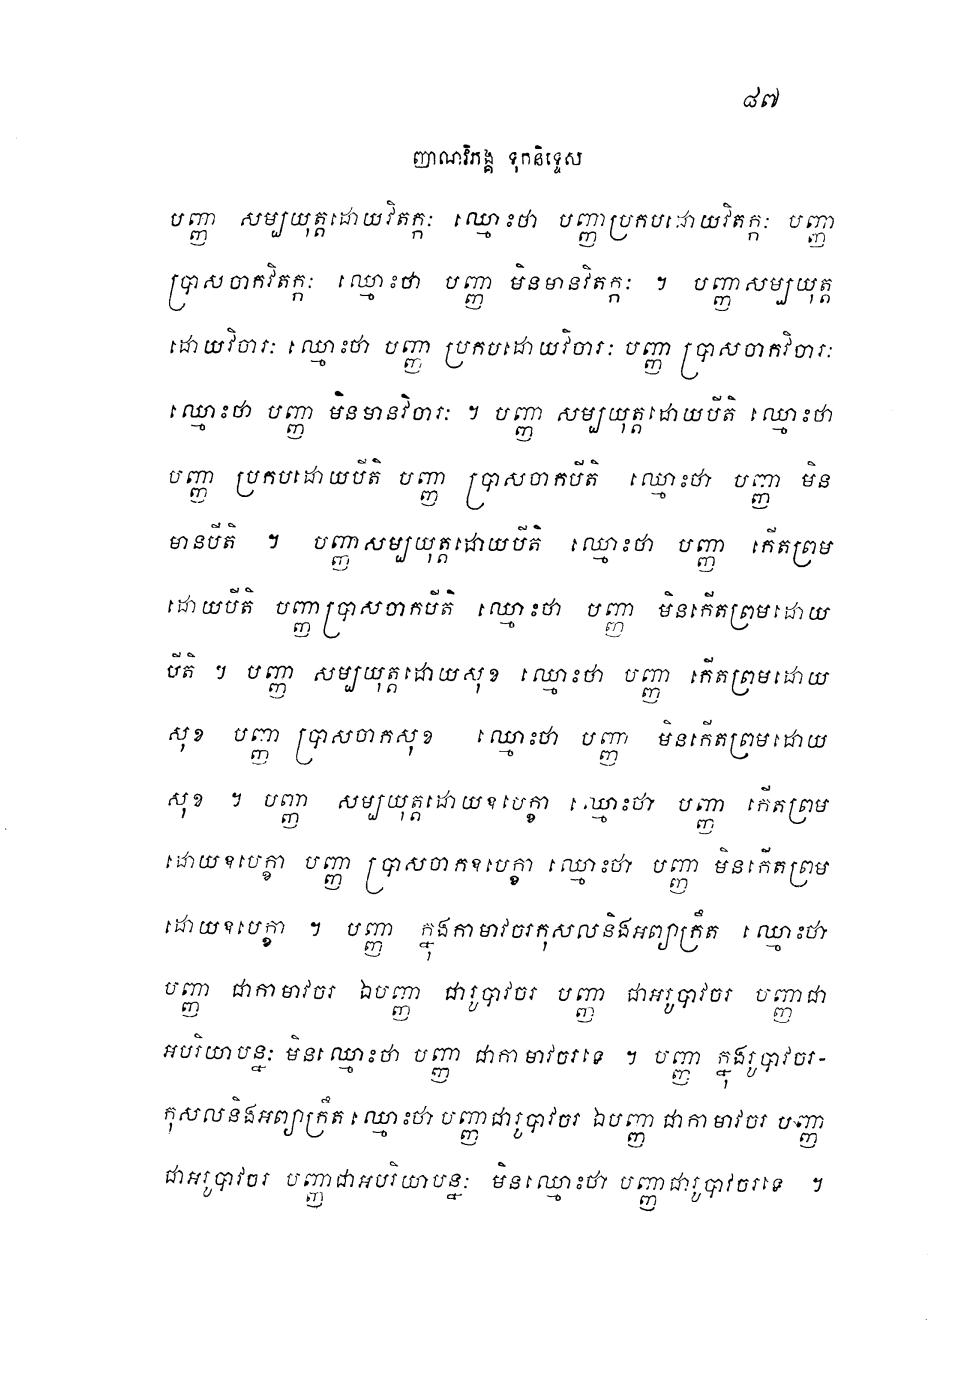 ៨៧
ញាណវិភង្គ ទុកនិទ្ទេស
បញ្ញា សម្បយុត្តដោយវិតក្កៈ ឈ្មោះថា បញ្ញាប្រកបដោយវិតក្កៈ បញ្ញា
ប្រាសចាកវិតក្កៈ ឈ្មោះថា បញ្ញា មិនមានវិតក្កៈ ។ បញ្ញាសម្បយុត្ត
ដោយវិចារៈ ឈ្មោះថា បញ្ញា ប្រកបដោយវិចារៈ បញ្ញា ប្រាសចាកវិចារៈ
ឈ្មោះថា បញ្ញា មិនមានវិចារៈ ។ បញ្ញា សម្បយុត្តដោយបីតិ ឈ្មោះថា
បញ្ញា ប្រកបដោយបីតិ បញ្ញា ប្រាសចាកបីតិ ឈ្មោះថា បញ្ញា មិន
មានបីតិ ។ បញ្ញាសម្បយុត្តដោយបីតិ ឈ្មោះថា បញ្ញា កើតព្រម
ដោយបីតិ បញ្ញាប្រាសចាកបីតិ ឈ្មោះថា បញ្ញា មិនកើតព្រមដោយ
បីតិ ។ បញ្ញា សម្បយុត្តដោយសុខ ឈ្មោះថា បញ្ញា កើតព្រមដោយ
សុខ បញ្ញា ប្រាសចាកសុខ ឈ្មោះថា បញ្ញា មិនកើតព្រមដោយ
សុខ ។ បញ្ញា សម្បយុត្តដោយឧបេក្ខា ឈ្មោះថា បញ្ញា កើតព្រម
ដោយឧបេក្ខា បញ្ញា ប្រាសចាកឧបេក្ខា ឈ្មោះថា បញ្ញា មិនកើតព្រម
ដោយឧបេក្ខា ។ បញ្ញា ក្នុងកាមាវចរកុសលនិងអព្យាក្រឹត ឈ្មោះថា
បញ្ញា ជាកាមាវចរ ឯបញ្ញា ជារូបាវចរ បញ្ញា ជាអរូបាវចរ បញ្ញាជា
អបរិយាបន្នៈ មិនឈ្មោះថា បញ្ញា ជាកាមាវចរទេ ។ បញ្ញា ក្នុងរូបាវចរ-
កុសលនិងអព្យាក្រឹត ឈ្មោះថា បញ្ញាជារូបាវចរ ឯបញ្ញា ជាកាមាវចរ បញ្ញា
ជាអរូបាវចរ បញ្ញាជាអបរិយាបន្នៈ មិនឈ្មោះថា បញ្ញាជារូបាវចរទេ ។